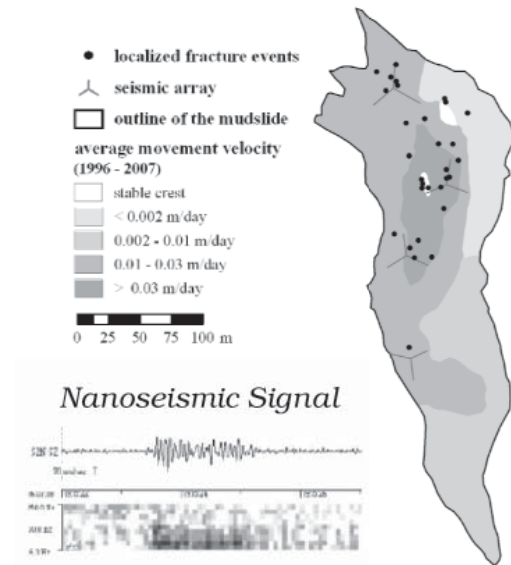 localized fracture events
seismic array
outline of the mudslide
average movement velocity
(1996 - 2007)
stable crest
< 0.002 m/day
0.002 - 0.01 m/day
0.01 - 0.03 m/day
> 0.03 m/day
0 25 50 75 100 m
Nanoseismic Signal